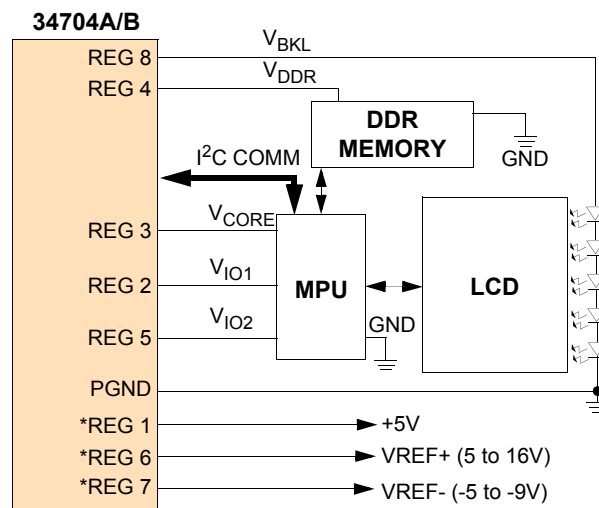 34704A/B
REG 8
V_BKL
REG 4
V_DDR
DDR
MEMORY
GND
I²C COMM
REG 3
V_CORE
REG 2
V_IO1
MPU
LCD
REG 5
V_IO2
GND
PGND
*REG 1
+5V
*REG 6
VREF+ (5 to 16V)
*REG 7
VREF- (-5 to -9V)